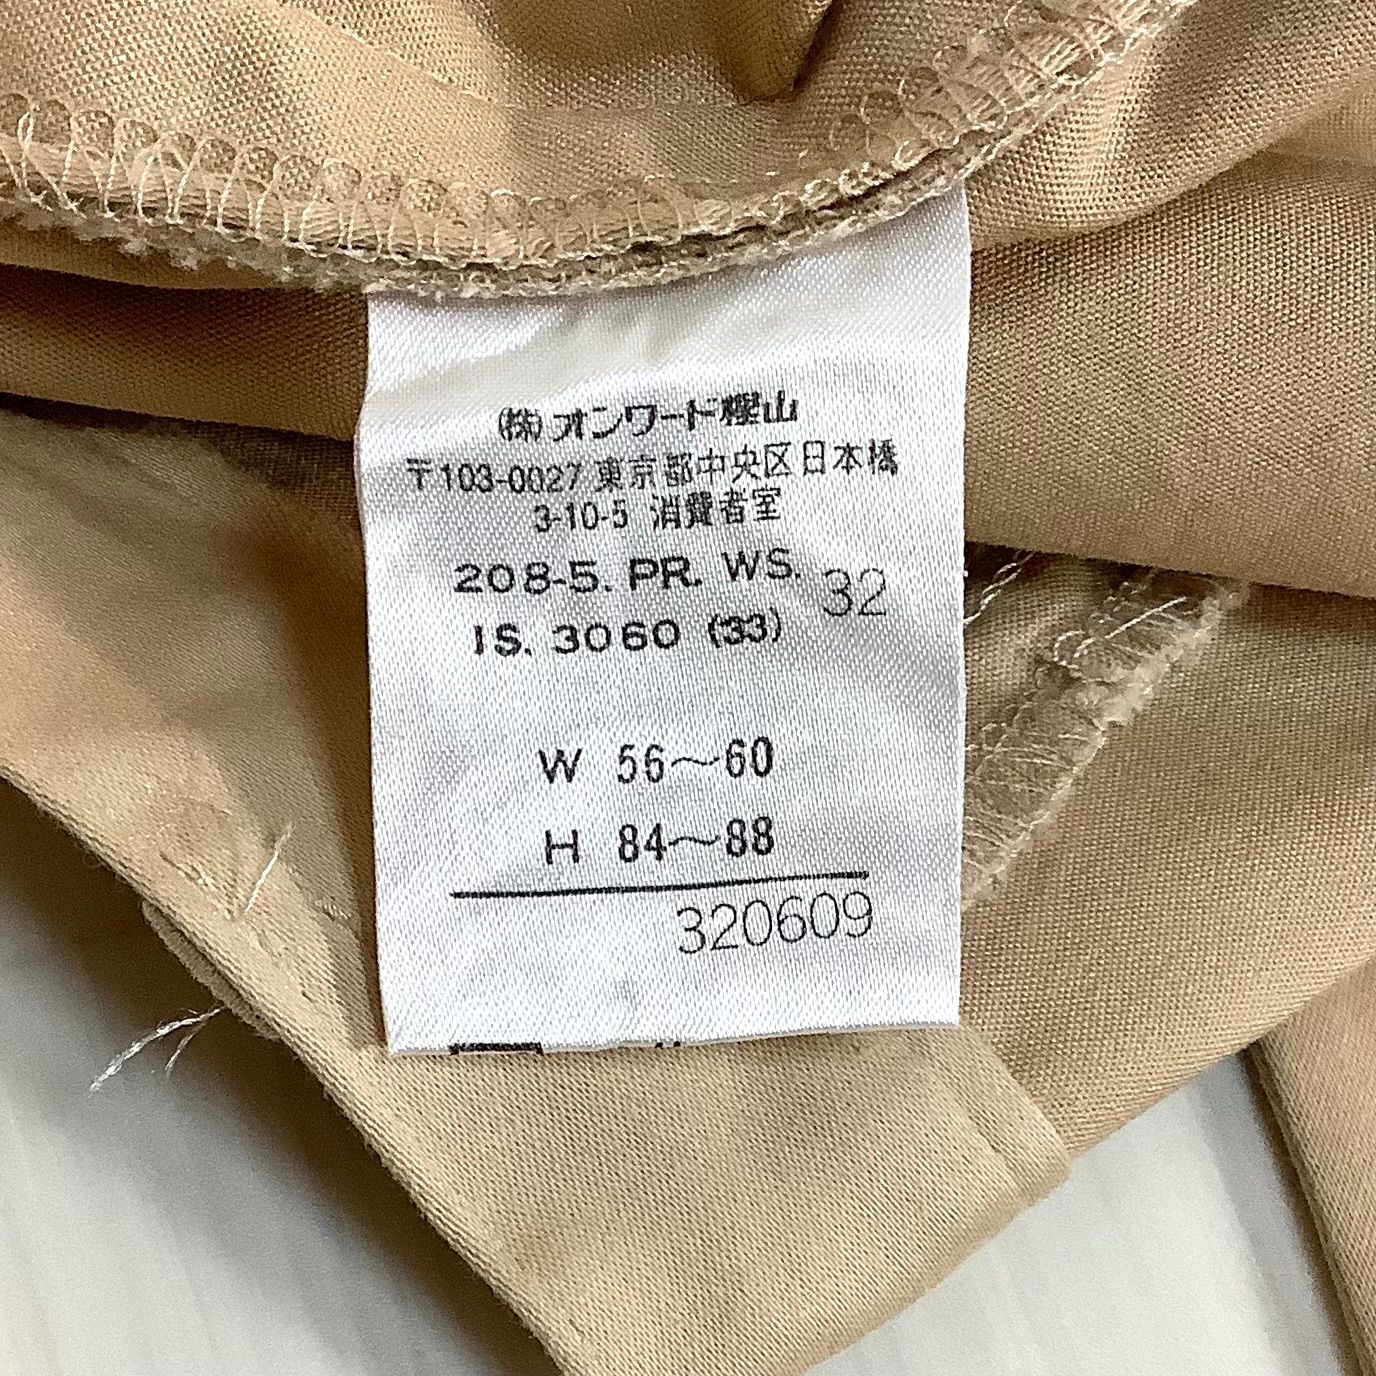 ㈱オンワード樫山
〒103-0027 東京都中央区日本橋
3-10-5 消費者室
208-5. PR. WS. 32
IS. 3060 (33)
W 56〜60
H 84〜88
320609